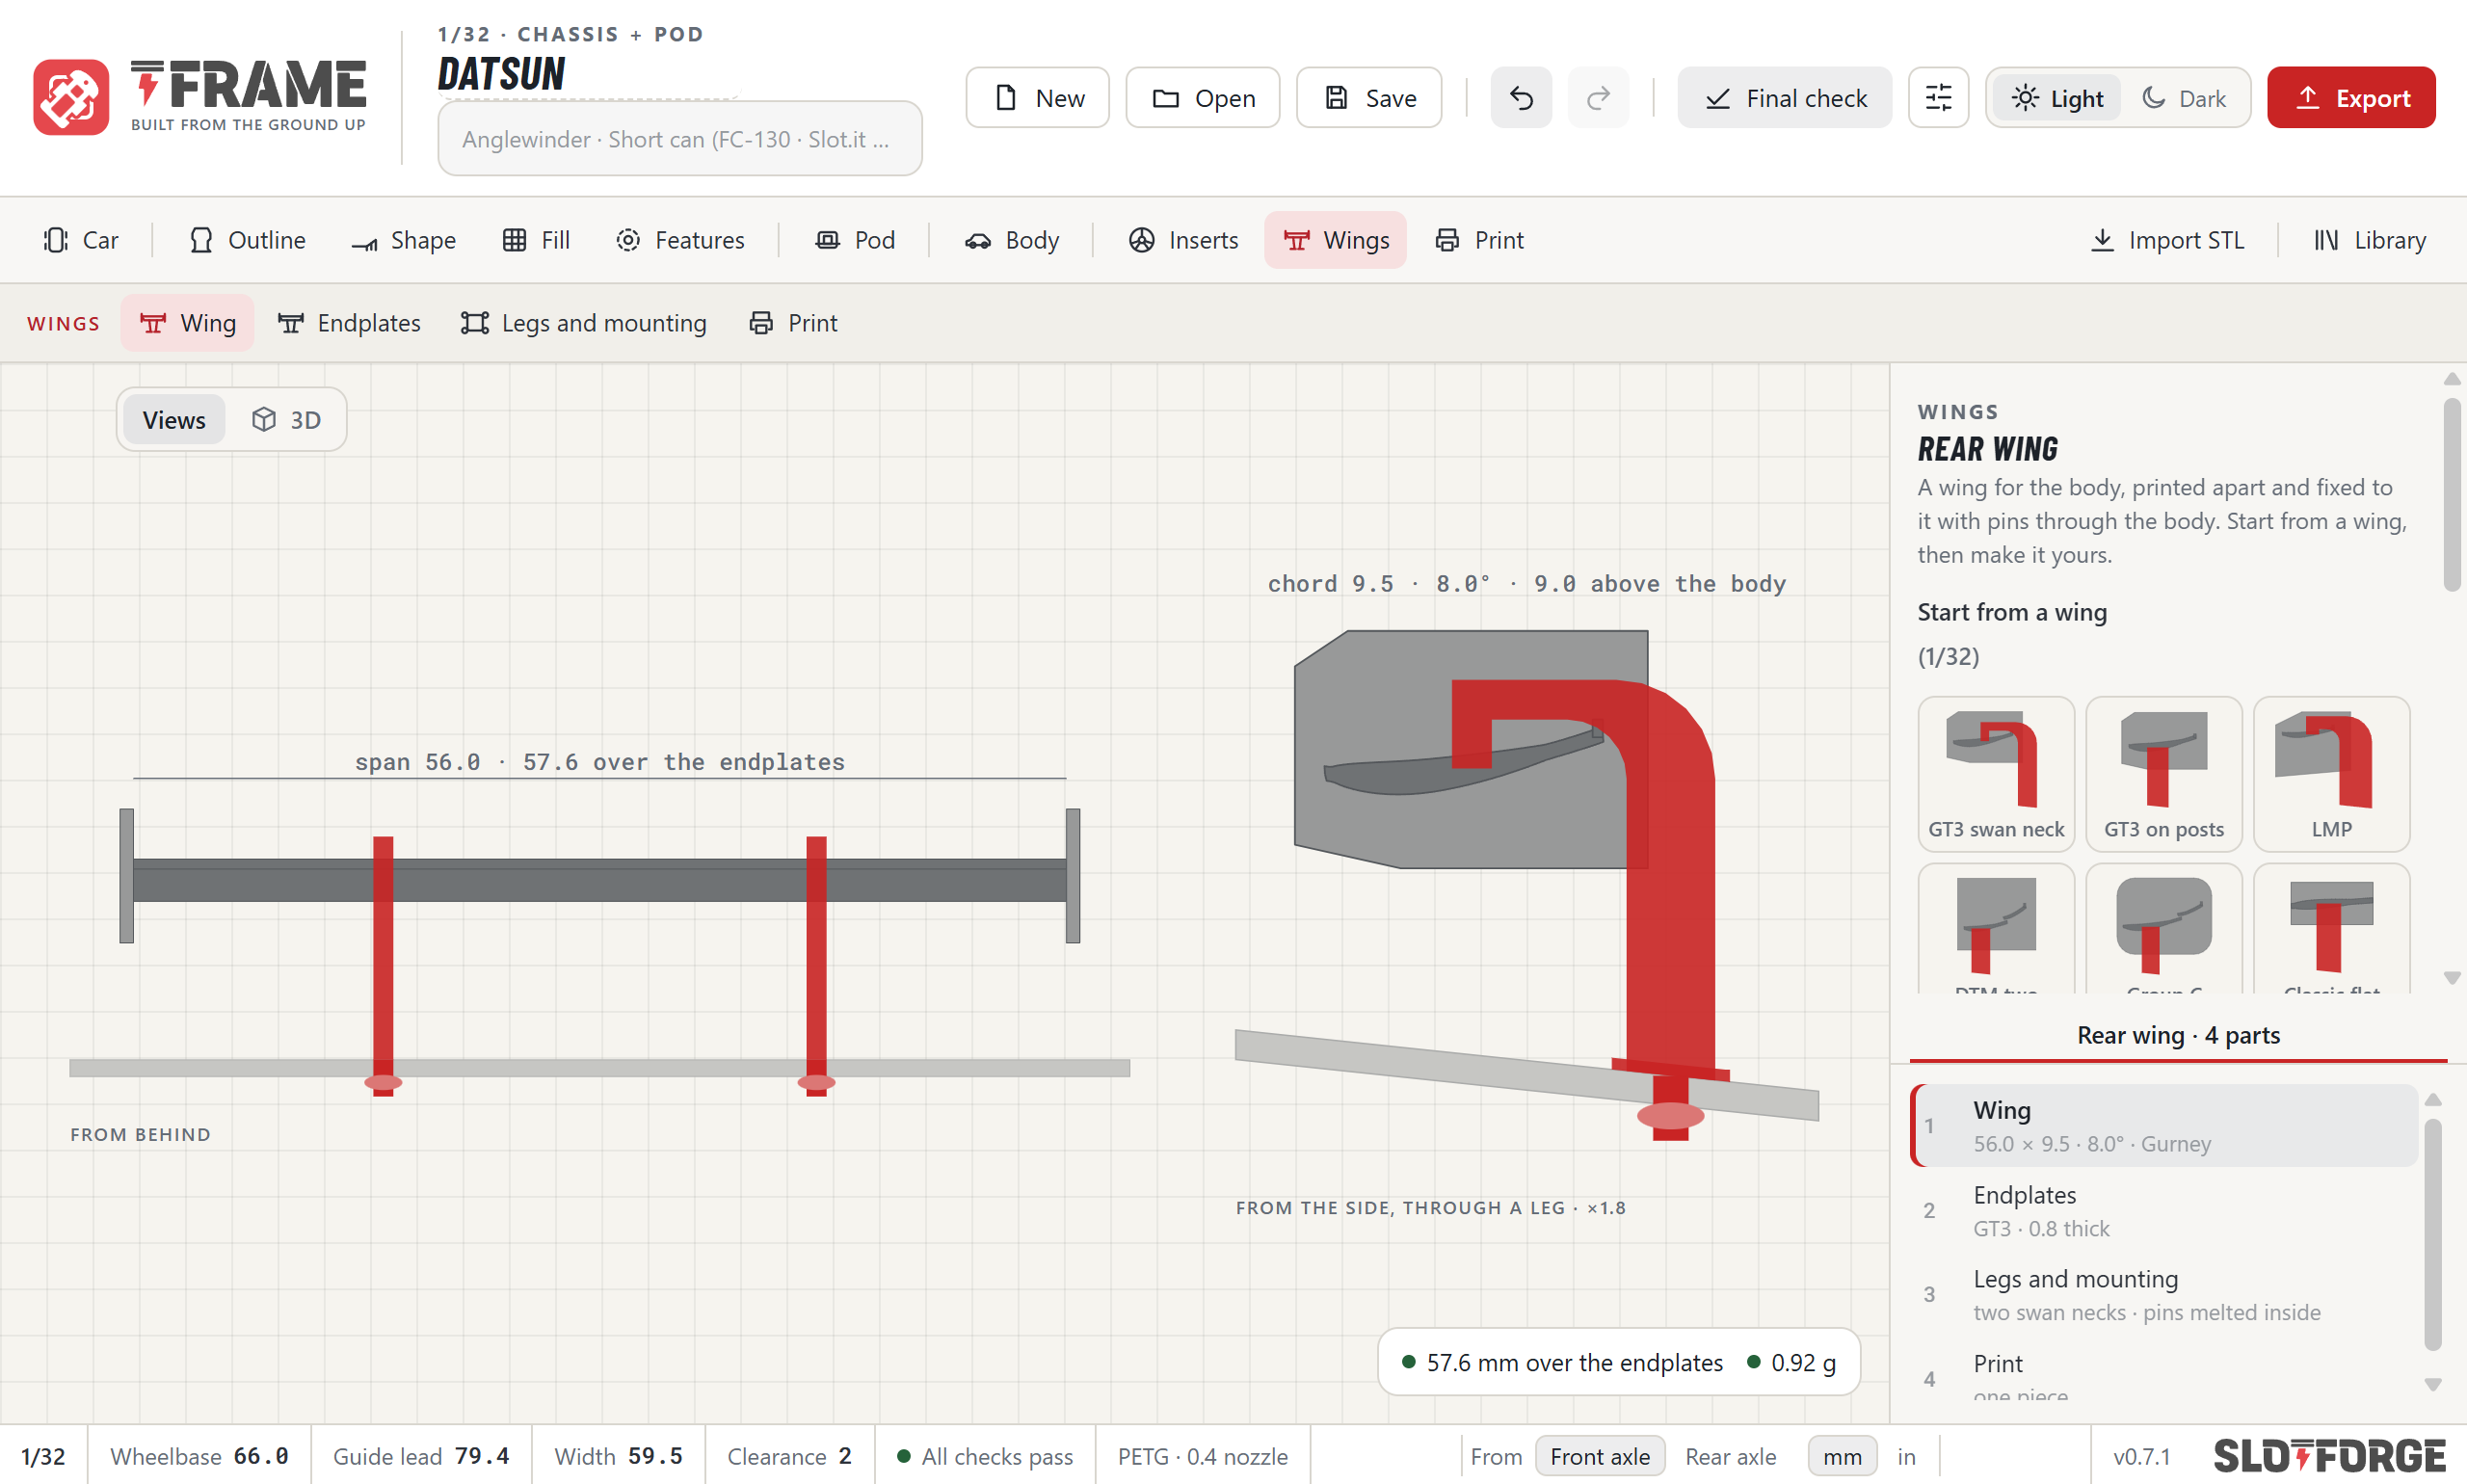 1/32 · CHASSIS + POD
TFRAME
BUILT FROM THE GROUND UP
DATSUN
Anglewinder · Short can (FC-130 · Slot.it ...
New
Open
Save
Final check
Light
Dark
Export
Car
Outline
Shape
Fill
Features
Pod
Body
Inserts
Wings
Print
Import STL
Library
WINGS
Wing
Endplates
Legs and mounting
Print
Views
3D
span 56.0 · 57.6 over the endplates
FROM BEHIND
chord 9.5 · 8.0° · 9.0 above the body
FROM THE SIDE, THROUGH A LEG · ×1.8
57.6 mm over the endplates
0.92 g
WINGS
REAR WING
A wing for the body, printed apart and fixed to
it with pins through the body. Start from a wing,
then make it yours.
Start from a wing
(1/32)
GT3 swan neck
GT3 on posts
LMP
DTM two
Group C
Classic flat
Rear wing · 4 parts
1
Wing
56.0 × 9.5 · 8.0° · Gurney
2
Endplates
GT3 · 0.8 thick
3
Legs and mounting
two swan necks · pins melted inside
4
Print
one piece
1/32
Wheelbase 66.0
Guide lead 79.4
Width 59.5
Clearance 2
All checks pass
PETG · 0.4 nozzle
From
Front axle
Rear axle
mm
in
v0.7.1
SLOTFORGE